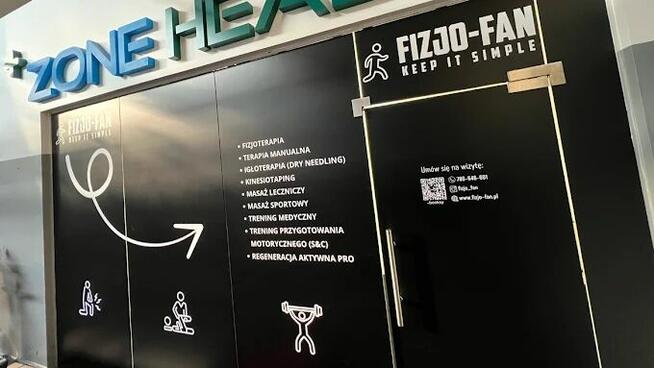 +ZONE HEAL
FIZJO-FAN
KEEP IT SIMPLE
FIZJO-FAN
KEEP IT SIMPLE
• FIZJOTERAPIA
• TERAPIA MANUALNA
• IGŁOTERAPIA (DRY NEEDLING)
• KINESIOTAPING
• MASAŻ LECZNICZY
• MASAŻ SPORTOWY
• TRENING MEDYCZNY
• TRENING PRZYGOTOWANIA
MOTORYCZNEGO (S&C)
• REGENERACJA AKTYWNA PRO
Umów się na wizytę:
fizjo_fan
www.fizjo-fan.pl